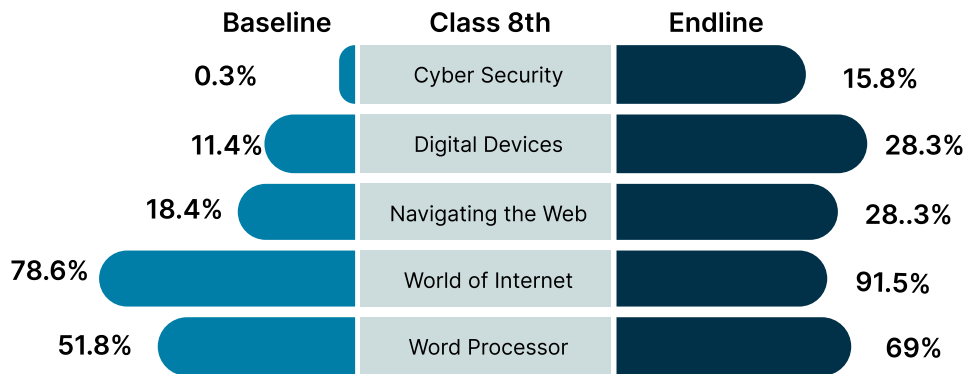 Baseline Class 8th Endline
0.3% Cyber Security 15.8%
11.4% Digital Devices 28.3%
18.4% Navigating the Web 28..3%
78.6% World of Internet 91.5%
51.8% Word Processor 69%